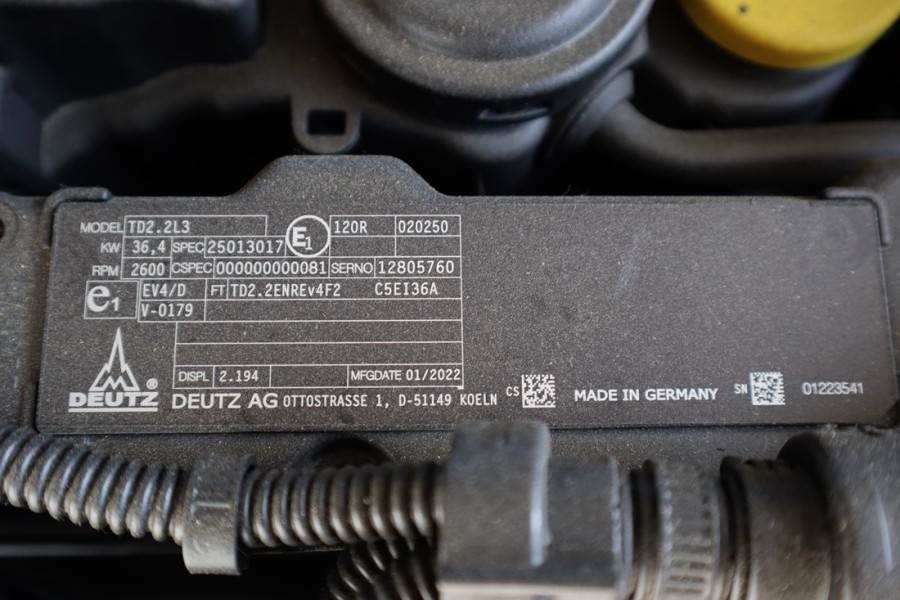 MODEL TD2.2L3 E1 120R 020250
KW 36,4 SPEC 25013017
RPM 2600 CSPEC 000000000081 SERNO 12805760
e1 EV4/D FT TD2.2ENREv4F2 C5EI36A
V-0179
DISPL 2.194 MFGDATE 01/2022
DEUTZ® DEUTZ AG OTTOSTRASSE 1, D-51149 KOELN CS MADE IN GERMANY SN 01223541